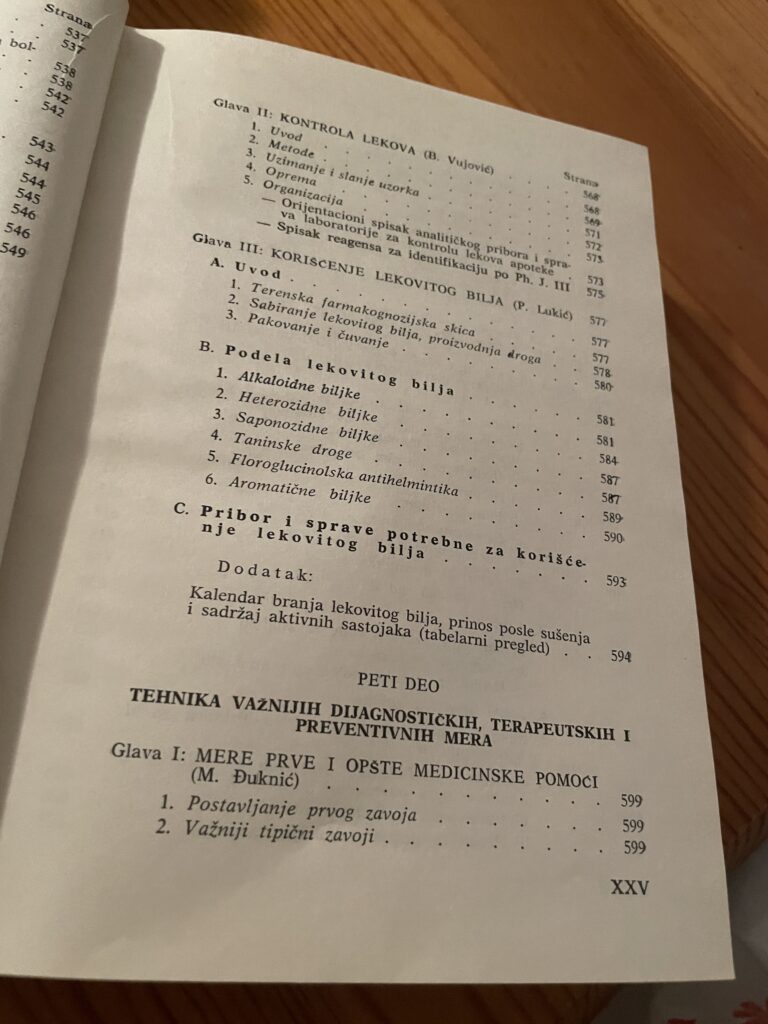 Strana
537
537
bol-
538
538
542
542
543
544
544
545
546
546
549
Strana
Glava II: KONTROLA LEKOVA (B. Vujović) . . . . 568
1. Uvod . . . . . . . . . 568
2. Metode . . . . . . . . . 569
3. Uzimanje i slanje uzorka . . . . . . 571
4. Oprema . . . . . . . . . 572
5. Organizacija . . . . . . . . 573
— Orijentacioni spisak analitičkog pribora i spra-
va laboratorije za kontrolu lekova apoteke . 573
— Spisak reagensa za identifikaciju po Ph. J. III 575
Glava III: KORIŠĆENJE LEKOVITOG BILJA (P. Lukić) 577
A. Uvod . . . . . . . . . 577
1. Terenska farmakognozijska skica . . . . 577
2. Sabiranje lekovitog bilja, proizvodnja droga . 578
3. Pakovanje i čuvanje . . . . . . 580
B. Podela lekovitog bilja . . . . . 581
1. Alkaloidne biljke . . . . . . . 581
2. Heterozidne biljke . . . . . . 584
3. Saponozidne biljke . . . . . . 587
4. Taninske droge . . . . . . . 587
5. Floroglucinolska antihelmintika . . . . 589
6. Aromatične biljke . . . . . . 590
C. Pribor i sprave potrebne za korišće-
nje lekovitog bilja . . . . . . 593
Dodatak:
Kalendar branja lekovitog bilja, prinos posle sušenja
i sadržaj aktivnih sastojaka (tabelarni pregled) . . 594
PETI DEO
TEHNIKA VAŽNIJIH DIJAGNOSTIČKIH, TERAPEUTSKIH I
PREVENTIVNIH MERA
Glava I: MERE PRVE I OPŠTE MEDICINSKE POMOĆI
(M. Đuknić) . . . . . . . . . 599
1. Postavljanje prvog zavoja . . . . . . 599
2. Važniji tipični zavoji . . . . . . . 599
XXV